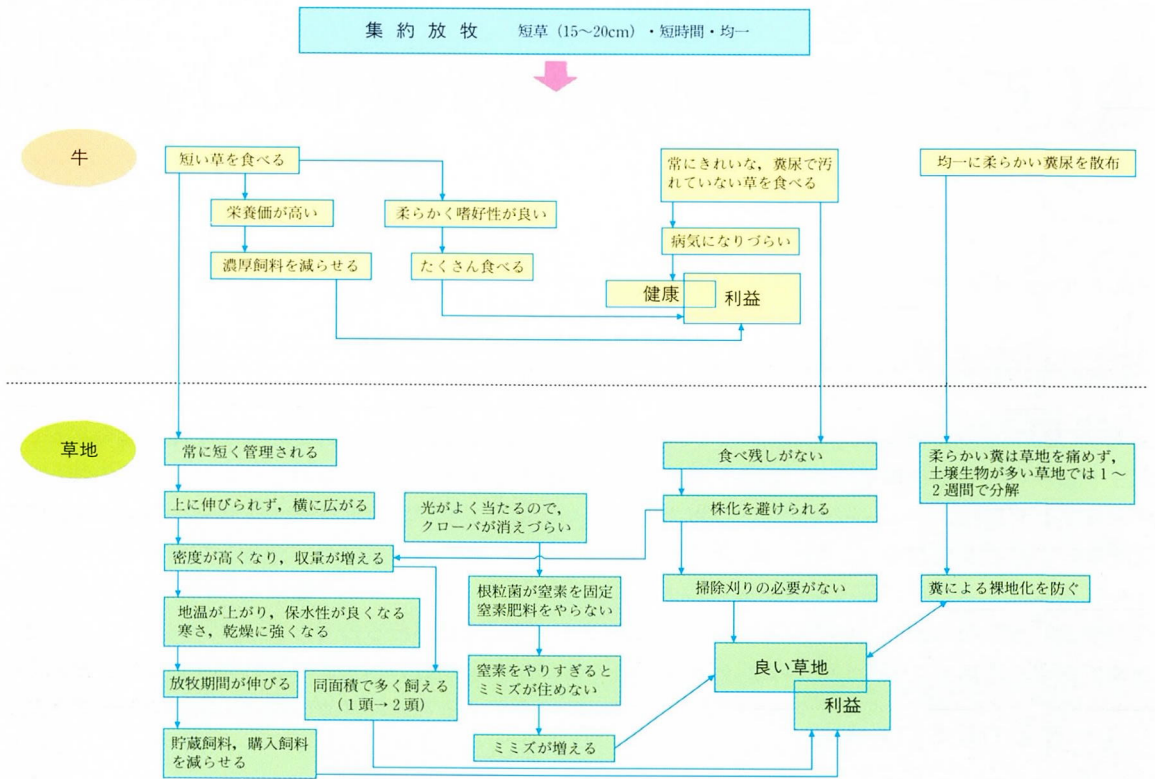 集約放牧　短草（15～20cm）・短時間・均一
牛
短い草を食べる
栄養価が高い
濃厚飼料を減らせる
柔らかく嗜好性が良い
たくさん食べる
常にきれいな，糞尿で汚
れていない草を食べる
病気になりづらい
健康
利益
均一に柔らかい糞尿を散布
草地
常に短く管理される
上に伸びられず，横に広がる
密度が高くなり，収量が増える
地温が上がり，保水性が良くなる
寒さ，乾燥に強くなる
放牧期間が伸びる
貯蔵飼料，購入飼料
を減らせる
同面積で多く飼える
（1頭→2頭）
光がよく当たるので，
クローバが消えづらい
根粒菌が窒素を固定
窒素肥料をやらない
窒素をやりすぎると
ミミズが住めない
ミミズが増える
食べ残しがない
株化を避けられる
掃除刈りの必要がない
良い草地
利益
柔らかい糞は草地を痛めず，
土壌生物が多い草地では1～
2週間で分解
糞による裸地化を防ぐ